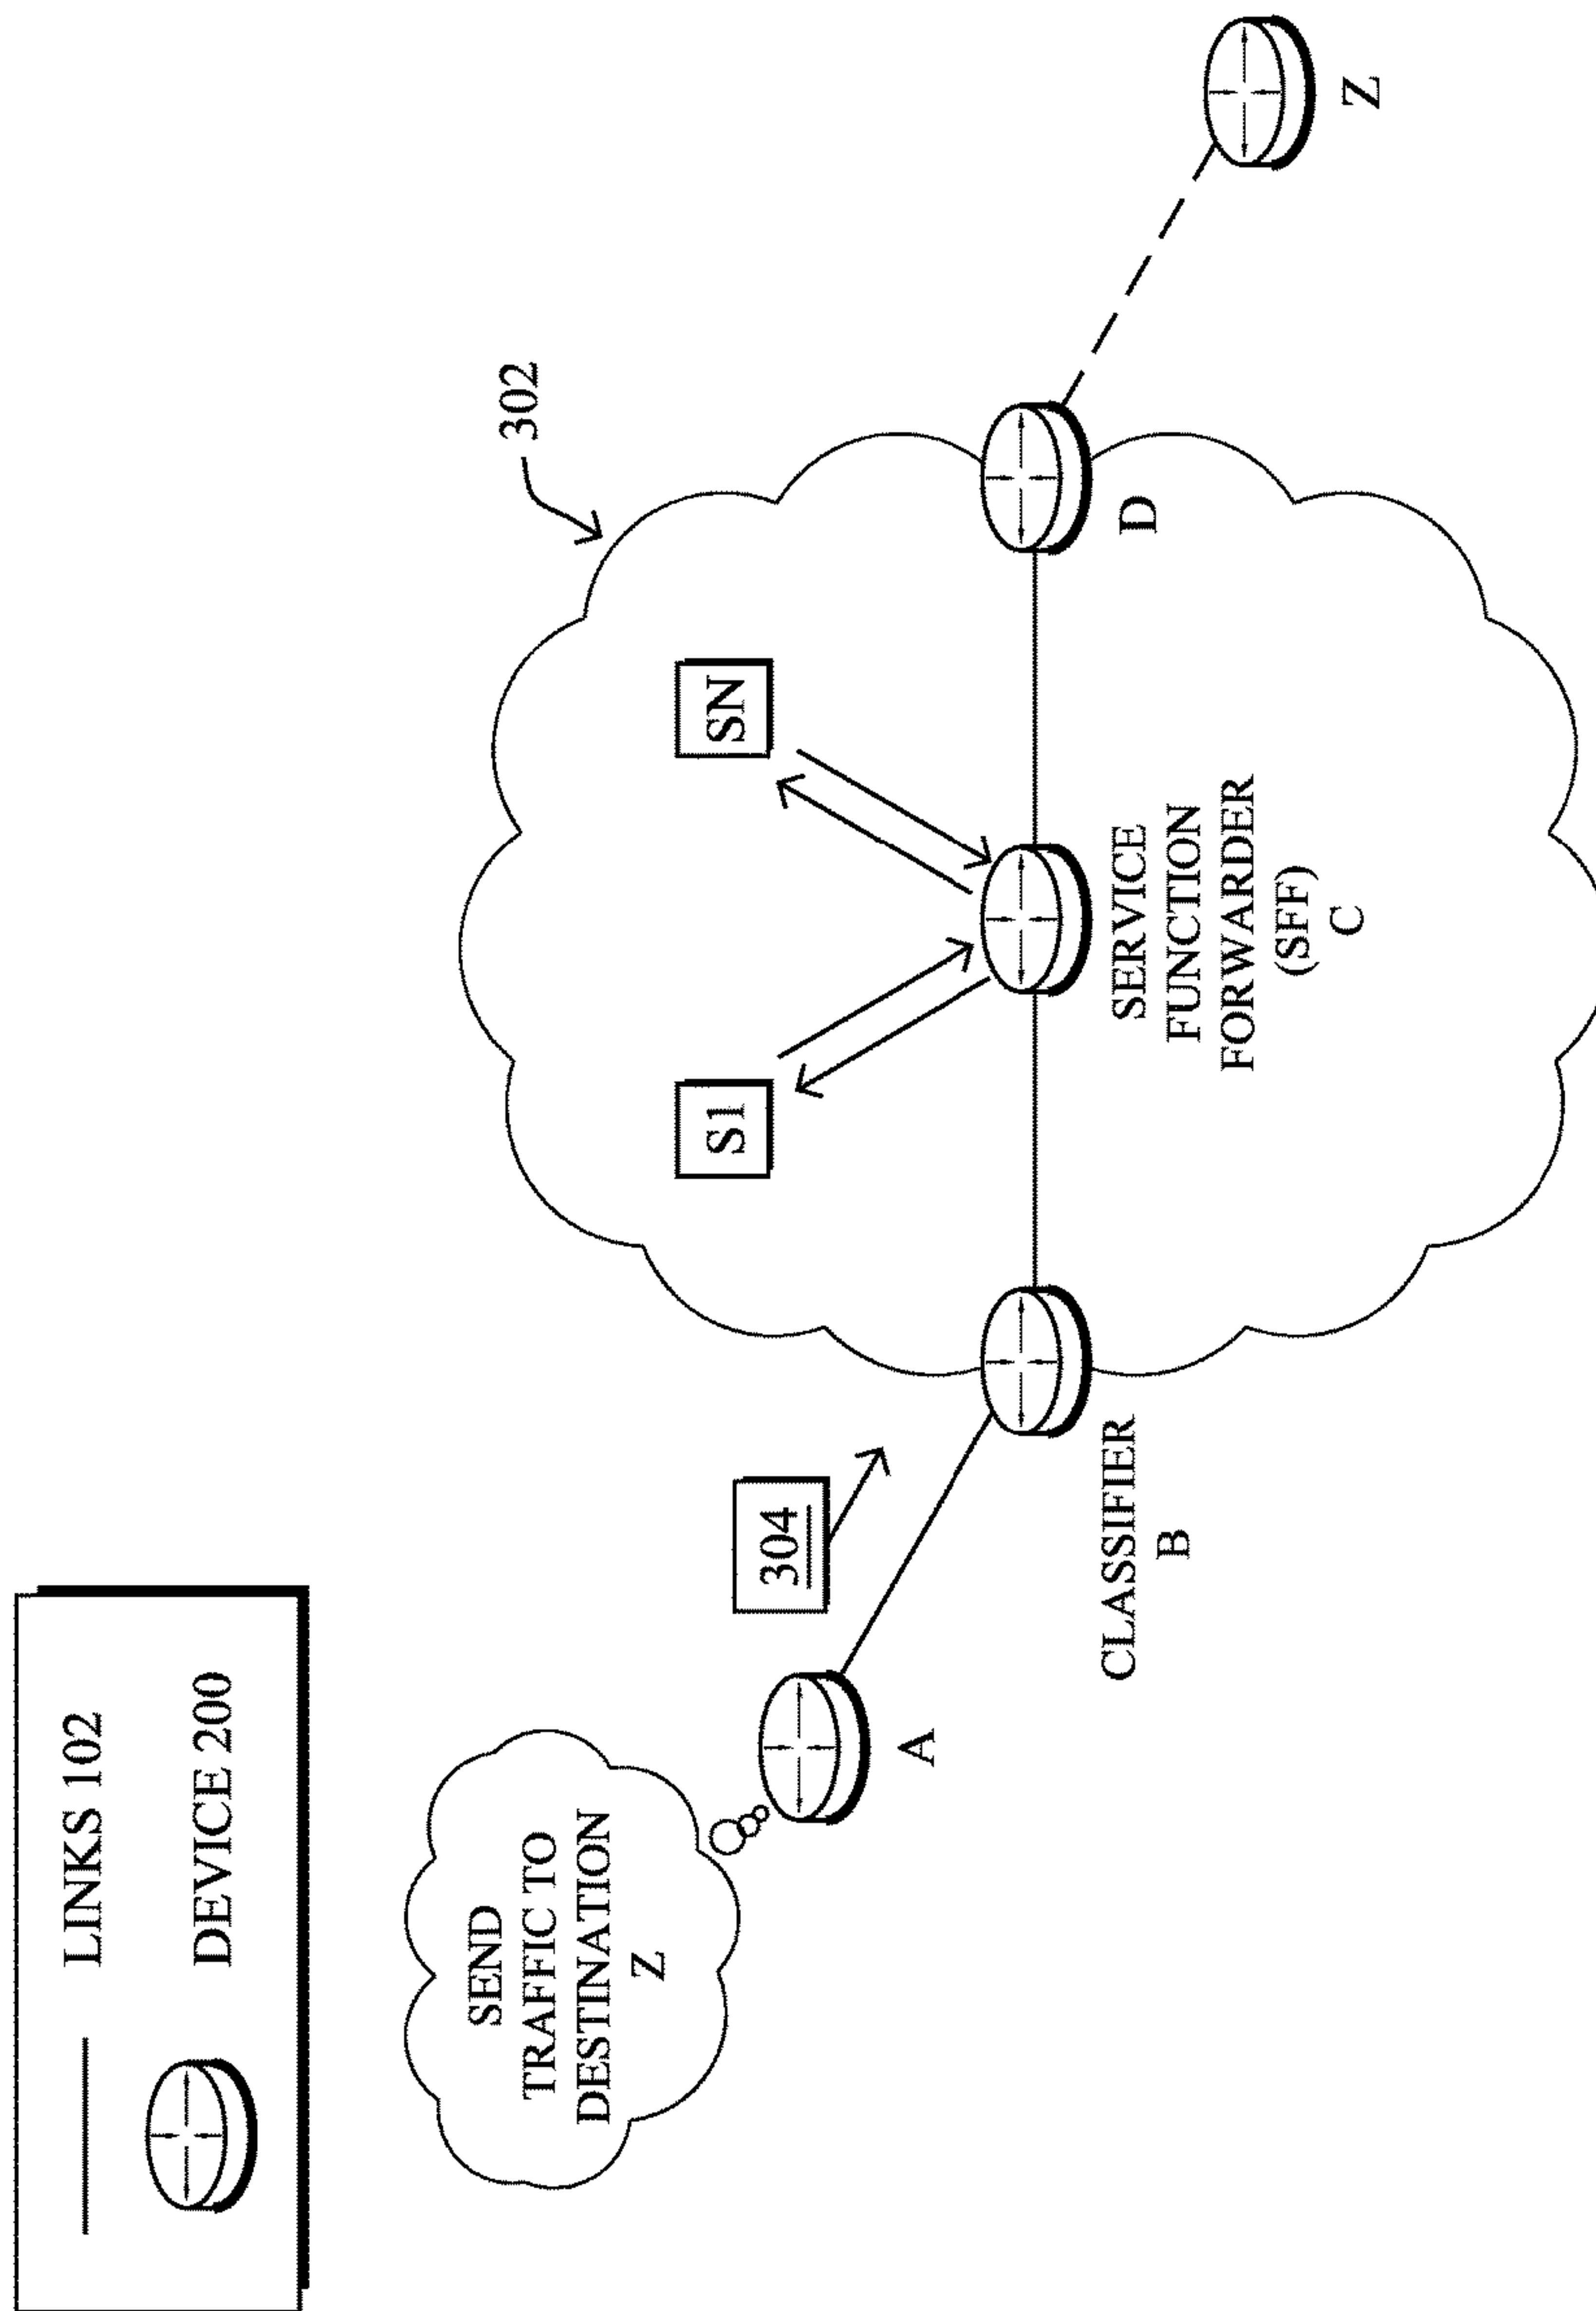 LINKS 102
DEVICE 200
SEND
TRAFFIC TO
DESTINATION
Z
A
304
CLASSIFIER
B
302
S1
SN
SERVICE
FUNCTION
FORWARDER
(SFF)
C
D
Z